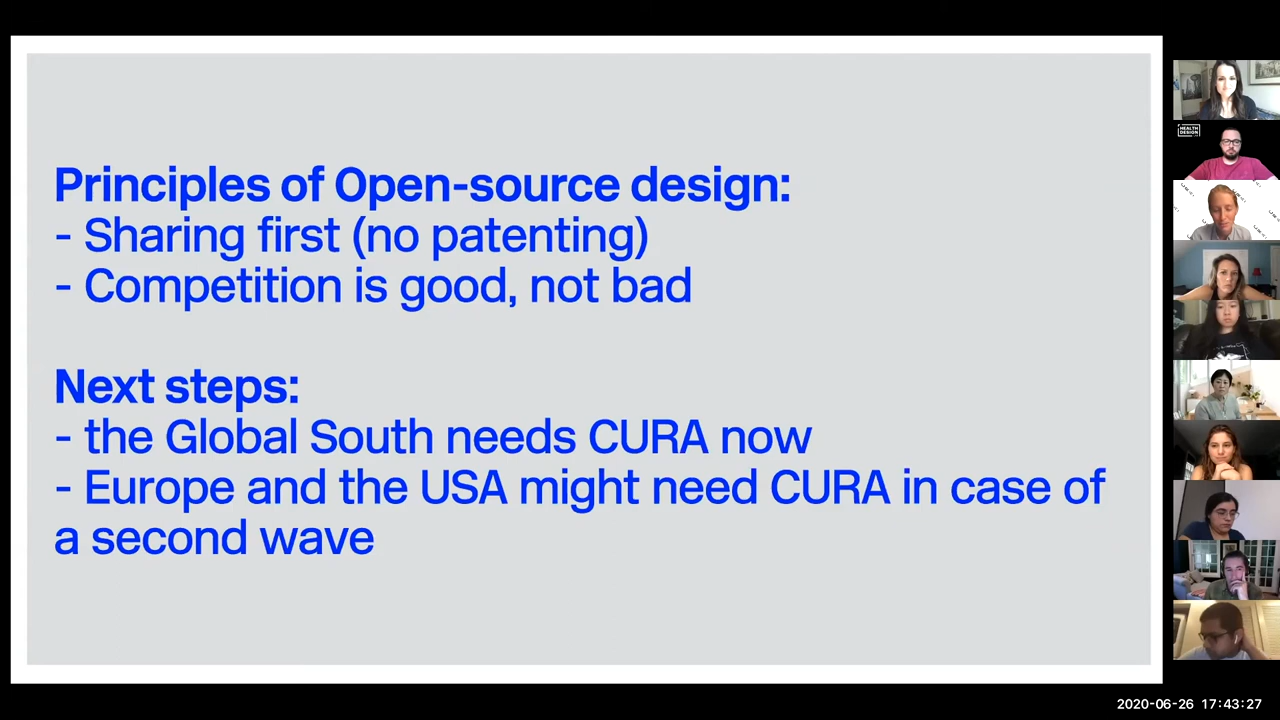 Principles of Open-source design:
- Sharing first (no patenting)
- Competition is good, not bad
Next steps:
- the Global South needs CURA now
- Europe and the USA might need CURA in case of
a second wave
HEALTH
DESIGN
2020-06-26 17:43:27